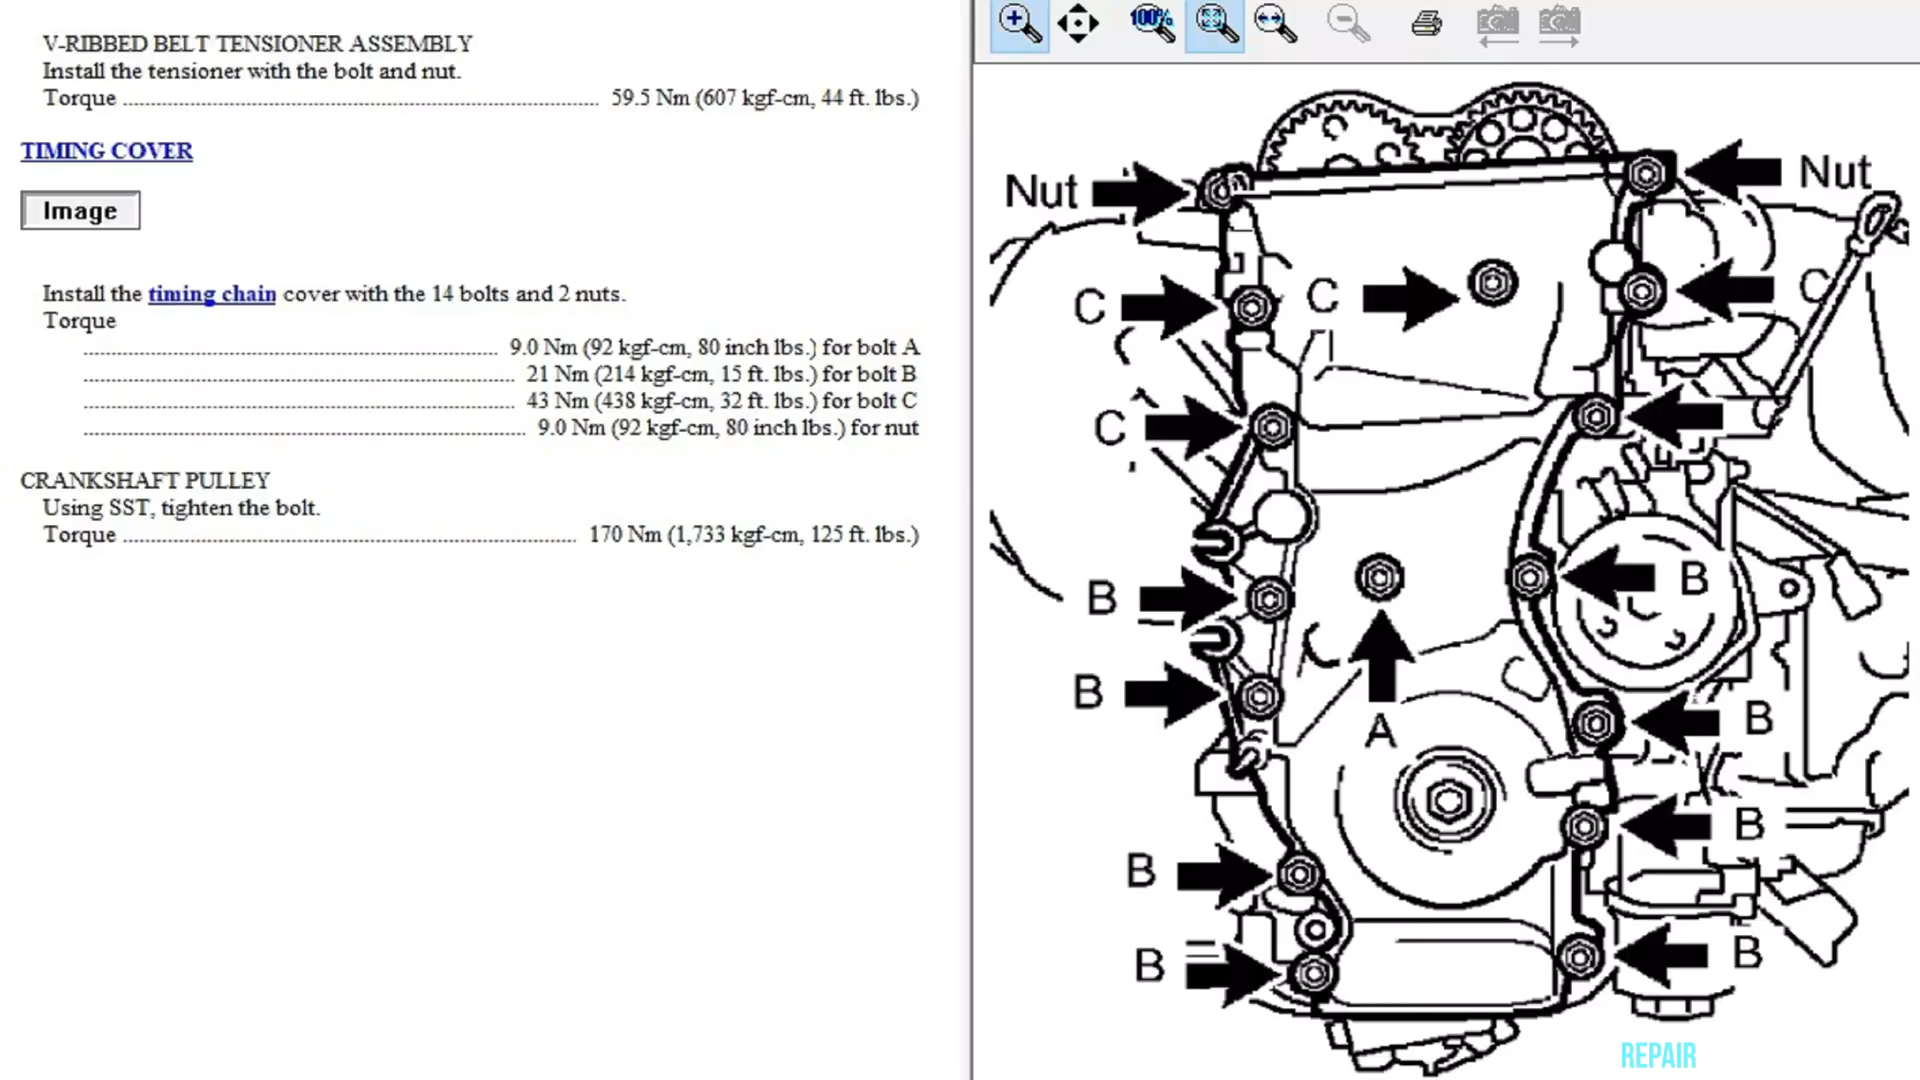 V-RIBBED BELT TENSIONER ASSEMBLY
Install the tensioner with the bolt and nut.
Torque ........................................ 59.5 Nm (607 kgf-cm, 44 ft. lbs.)
TIMING COVER
Image
Install the timing chain cover with the 14 bolts and 2 nuts.
Torque
........................................ 9.0 Nm (92 kgf-cm, 80 inch lbs.) for bolt A
........................................ 21 Nm (214 kgf-cm, 15 ft. lbs.) for bolt B
........................................ 43 Nm (438 kgf-cm, 32 ft. lbs.) for bolt C
........................................ 9.0 Nm (92 kgf-cm, 80 inch lbs.) for nut
CRANKSHAFT PULLEY
Using SST, tighten the bolt.
Torque ........................................ 170 Nm (1,733 kgf-cm, 125 ft. lbs.)
100%
Nut
Nut
C
C
C
C
B
B
B
A
B
B
B
B
B
REPAIR